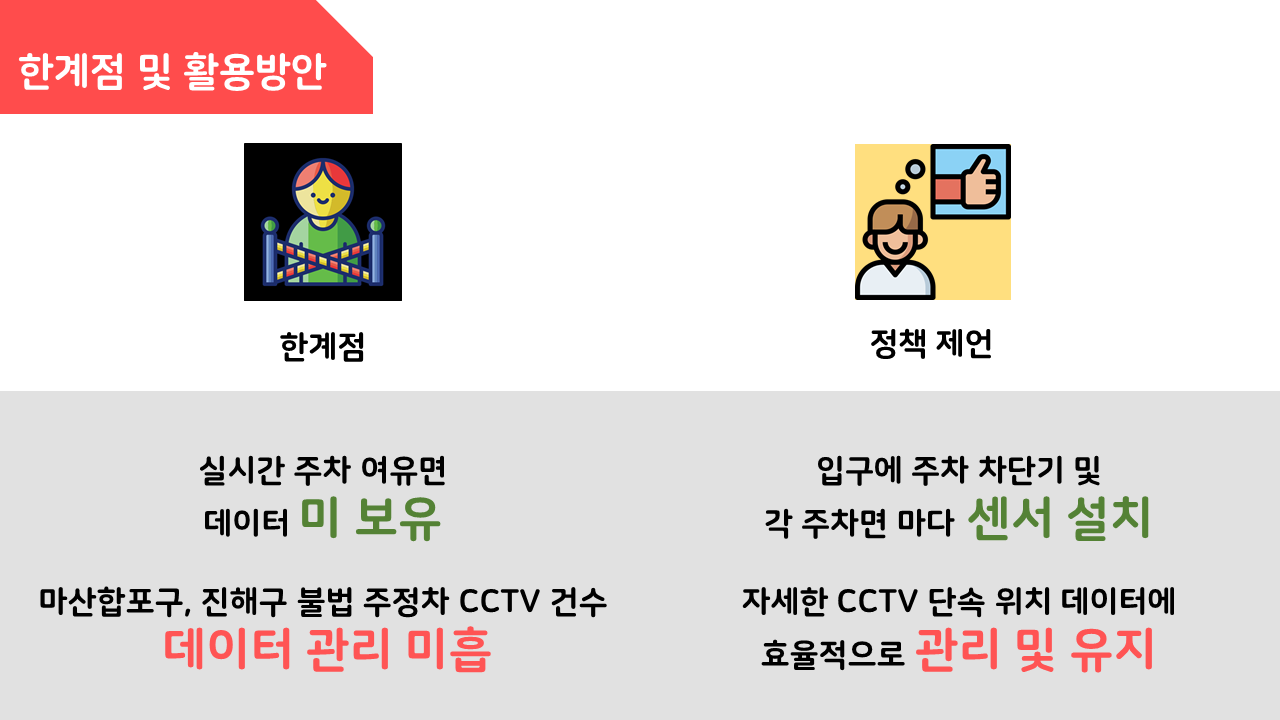 한계점 및 활용방안
한계점
실시간 주차 여유면
데이터 미 보유
마산합포구, 진해구 불법 주정차 CCTV 건수
데이터 관리 미흡
정책 제언
입구에 주차 차단기 및
각 주차면 마다 센서 설치
자세한 CCTV 단속 위치 데이터에
효율적으로 관리 및 유지